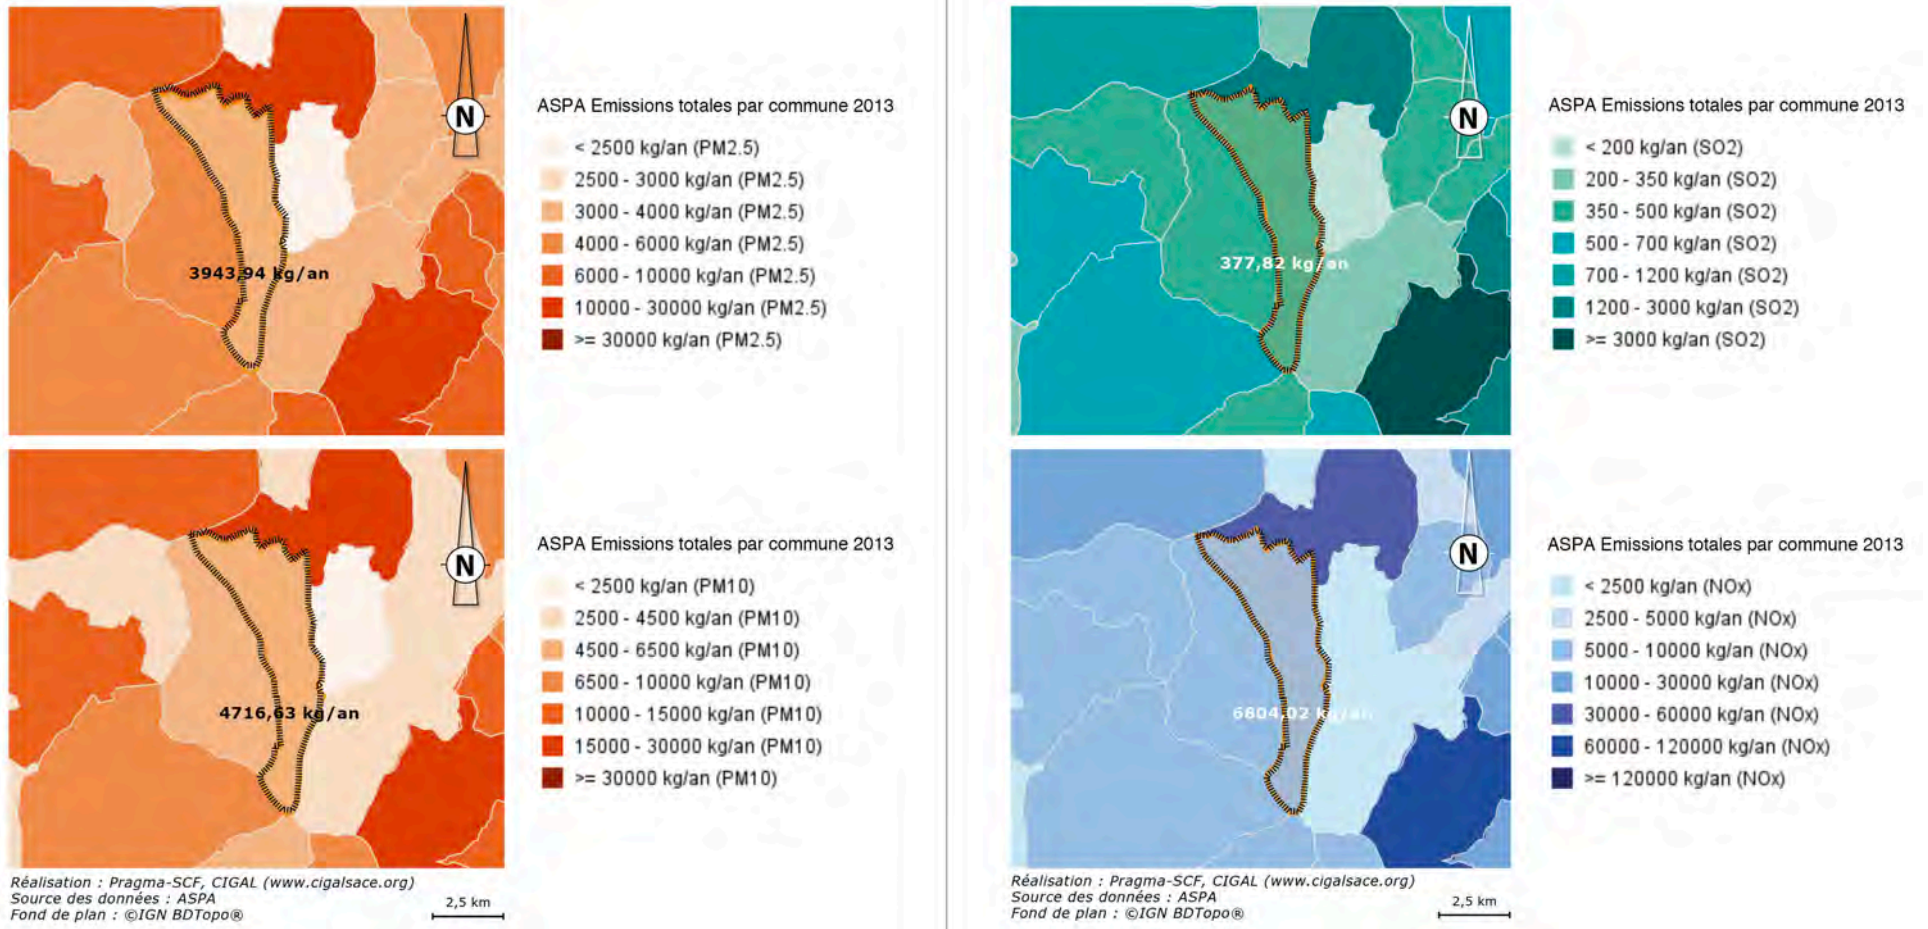 N
ASPA Emissions totales par commune 2013
< 2500 kg/an (PM2.5)
2500 - 3000 kg/an (PM2.5)
3000 - 4000 kg/an (PM2.5)
4000 - 6000 kg/an (PM2.5)
6000 - 10000 kg/an (PM2.5)
10000 - 30000 kg/an (PM2.5)
>= 30000 kg/an (PM2.5)
3943,94 kg/an
N
ASPA Emissions totales par commune 2013
< 2500 kg/an (PM10)
2500 - 4500 kg/an (PM10)
4500 - 6500 kg/an (PM10)
6500 - 10000 kg/an (PM10)
10000 - 15000 kg/an (PM10)
15000 - 30000 kg/an (PM10)
>= 30000 kg/an (PM10)
4716,63 kg/an
Réalisation : Pragma-SCF, CIGAL (www.cigalsace.org)
Source des données : ASPA
Fond de plan : ©IGN BDTopo®
2,5 km
N
ASPA Emissions totales par commune 2013
< 200 kg/an (SO2)
200 - 350 kg/an (SO2)
350 - 500 kg/an (SO2)
500 - 700 kg/an (SO2)
700 - 1200 kg/an (SO2)
1200 - 3000 kg/an (SO2)
>= 3000 kg/an (SO2)
377,82 kg/an
N
ASPA Emissions totales par commune 2013
< 2500 kg/an (NOx)
2500 - 5000 kg/an (NOx)
5000 - 10000 kg/an (NOx)
10000 - 30000 kg/an (NOx)
30000 - 60000 kg/an (NOx)
60000 - 120000 kg/an (NOx)
>= 120000 kg/an (NOx)
6804,02 kg/an
Réalisation : Pragma-SCF, CIGAL (www.cigalsace.org)
Source des données : ASPA
Fond de plan : ©IGN BDTopo®
2,5 km